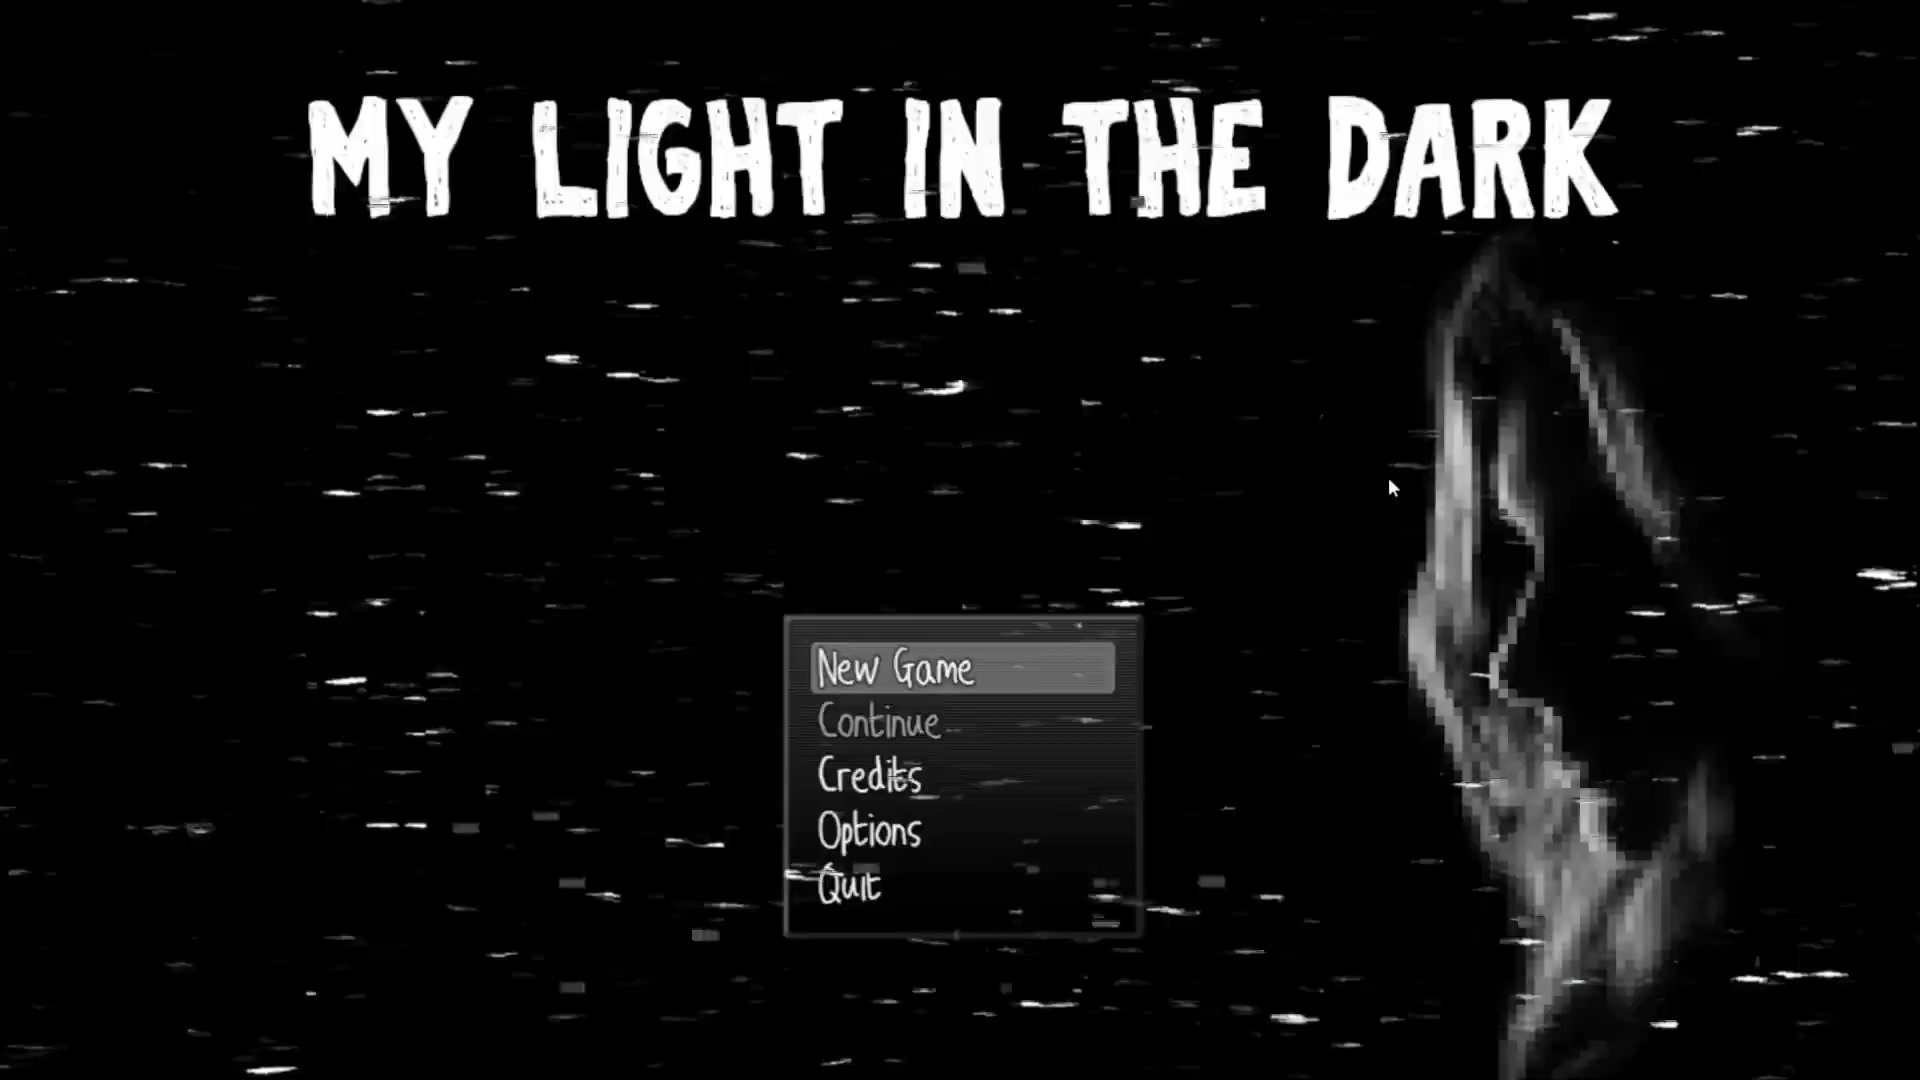 MY LIGHT IN THE DARK
New Game
Continue
Credits
Options
Quit